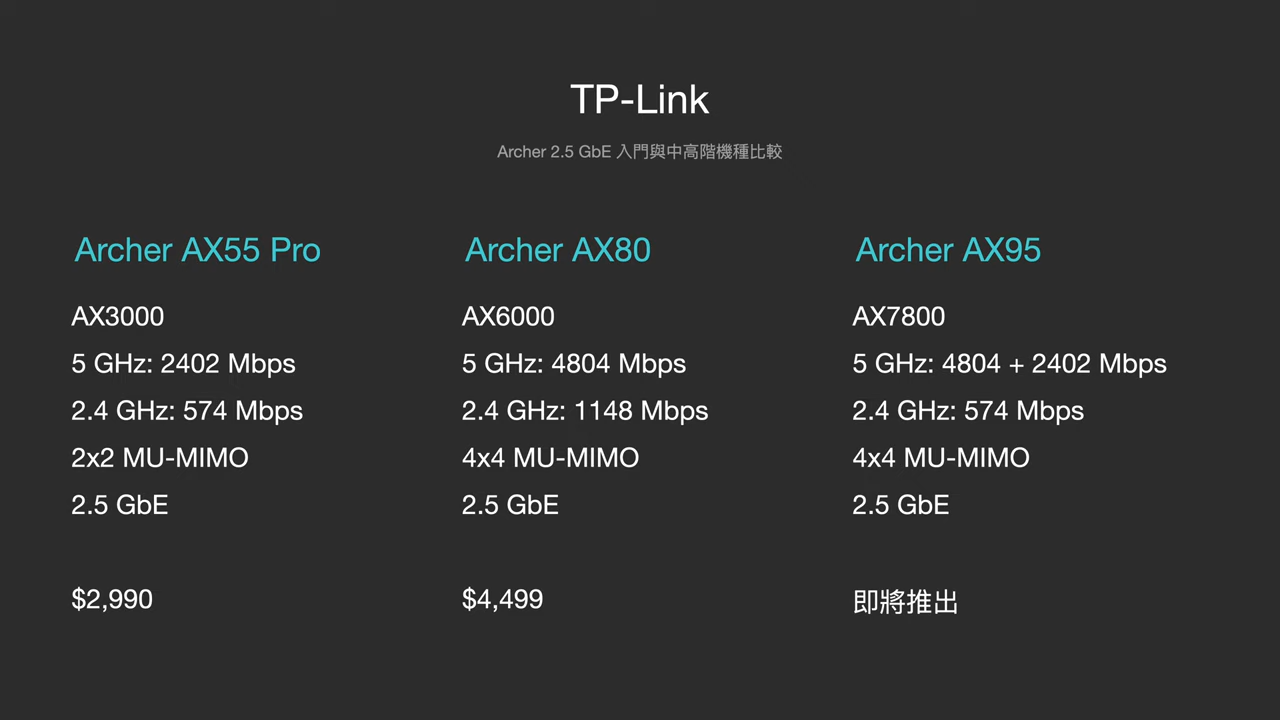 TP-Link
Archer 2.5 GbE 入門與中高階機種比較
Archer AX55 Pro
AX3000
5 GHz: 2402 Mbps
2.4 GHz: 574 Mbps
2x2 MU-MIMO
2.5 GbE
$2,990
Archer AX80
AX6000
5 GHz: 4804 Mbps
2.4 GHz: 1148 Mbps
4x4 MU-MIMO
2.5 GbE
$4,499
Archer AX95
AX7800
5 GHz: 4804 + 2402 Mbps
2.4 GHz: 574 Mbps
4x4 MU-MIMO
2.5 GbE
即將推出